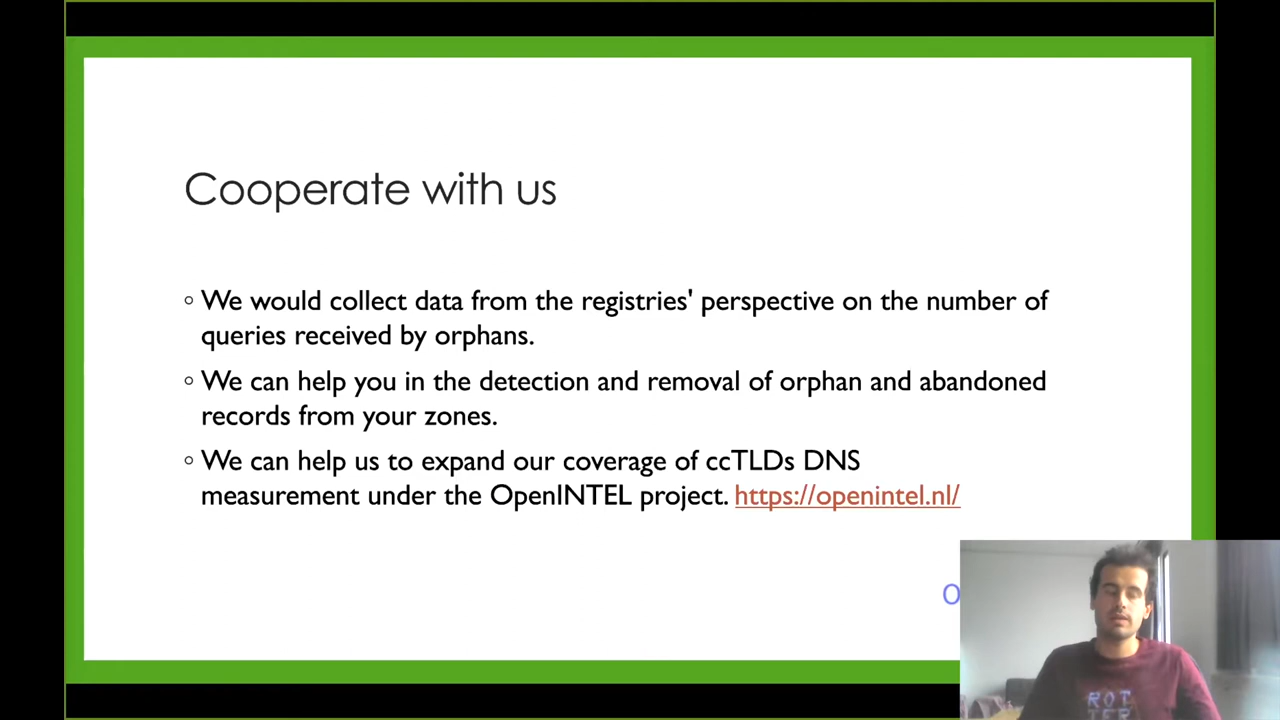 Cooperate with us
◦ We would collect data from the registries' perspective on the number of
queries received by orphans.
◦ We can help you in the detection and removal of orphan and abandoned
records from your zones.
◦ We can help us to expand our coverage of ccTLDs DNS
measurement under the OpenINTEL project. https://openintel.nl/